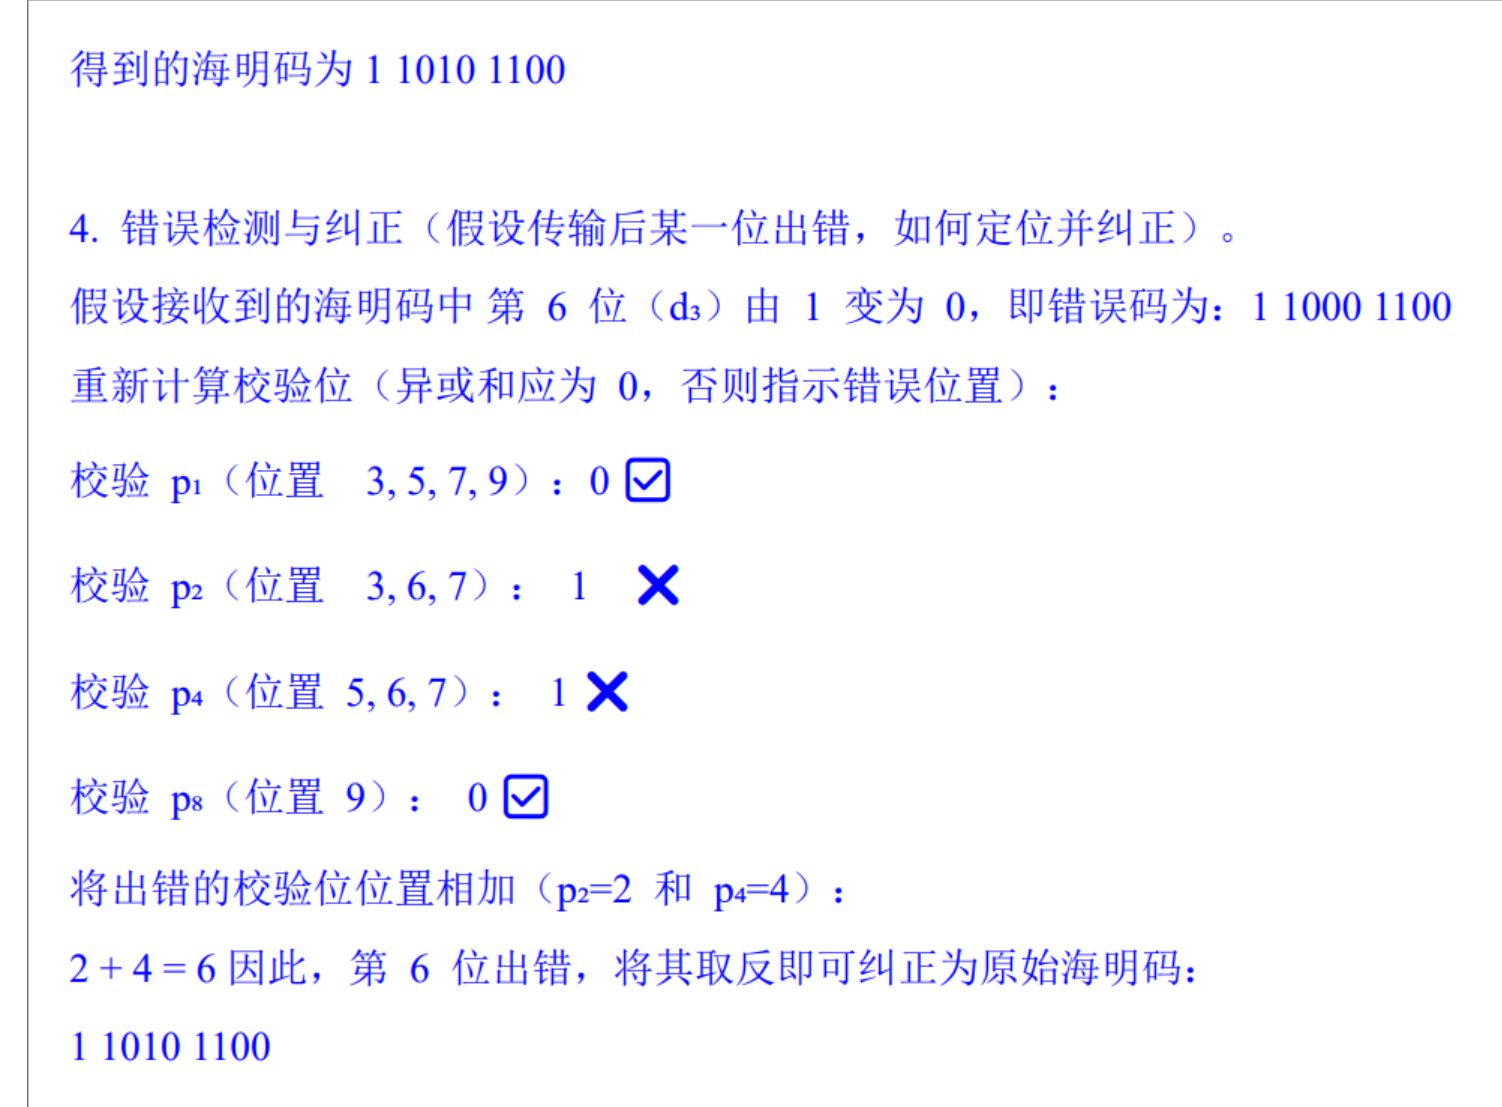 得到的海明码为 1 1010 1100
4. 错误检测与纠正（假设传输后某一位出错，如何定位并纠正）。
假设接收到的海明码中 第 6 位（d₃）由 1 变为 0，即错误码为：1 1000 1100
重新计算校验位（异或和应为 0，否则指示错误位置）：
校验 p₁（位置 3, 5, 7, 9）：0 ☑
校验 p₂（位置 3, 6, 7）： 1 ✖
校验 p₄（位置 5, 6, 7）： 1 ✖
校验 p₈（位置 9）： 0 ☑
将出错的校验位位置相加（p₂=2 和 p₄=4）：
2 + 4 = 6 因此，第 6 位出错，将其取反即可纠正为原始海明码：
1 1010 1100